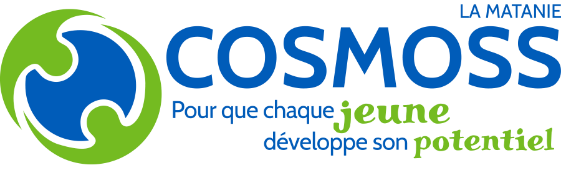 LA MATANIE
COSMOSS
Pour que chaque jeune
développe son potentiel